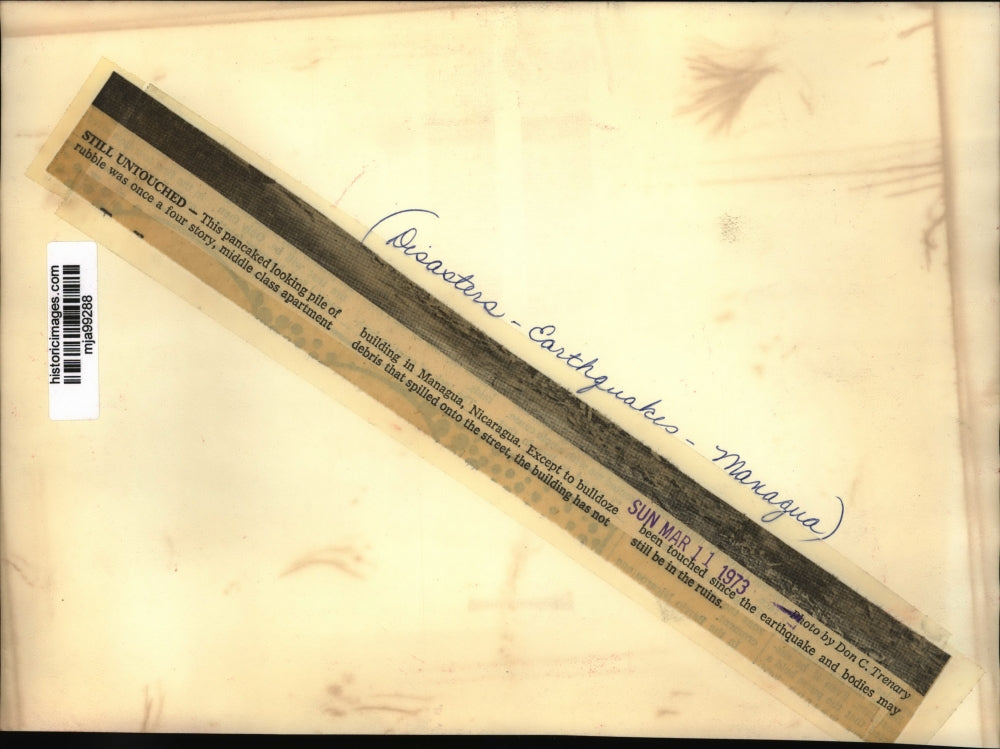 (Disasters - Earthquakes - Managua)
STILL UNTOUCHED — This pancaked looking pile of
rubble was once a four story, middle class apartment
building in Managua, Nicaragua. Except to bulldoze
debris that spilled onto the street, the building has not
been touched since the earthquake and bodies may
still be in the ruins.
Photo by Don C. Trenary
SUN MAR 11 1973
historicimages.com
mja99288